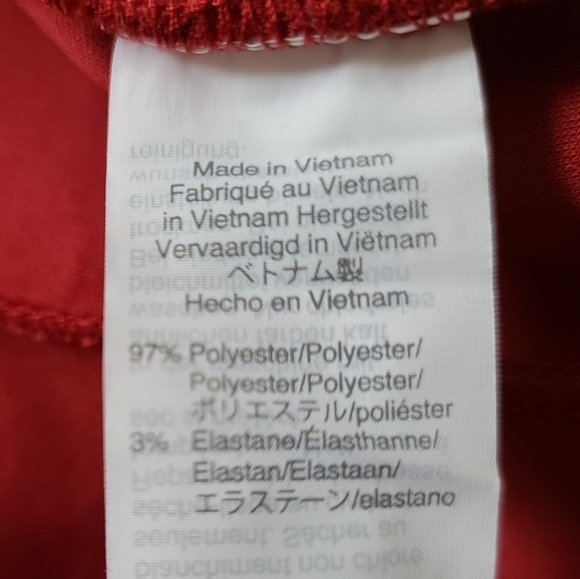 Made in Vietnam
Fabriqué au Vietnam
in Vietnam Hergestellt
Vervaardigd in Viëtnam
ベトナム製
Hecho en Vietnam
97% Polyester/Polyester/
Polyester/Polyester/
ポリエステル/poliéster
3% Elastane/Élasthanne/
Elastan/Elastaan/
エラステーン/elastano